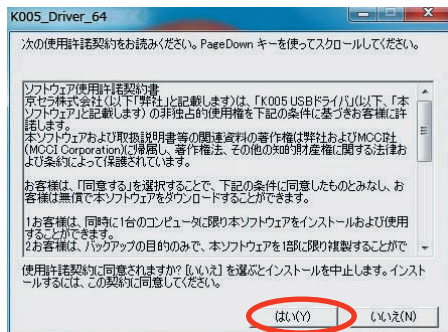 K005_Driver_64
次の使用許諾契約をお読みください。PageDown キーを使ってスクロールしてください。
ソフトウェア使用許諾契約書
京セラ株式会社(以下「弊社」と記載します)は、「K005 USBドライバ」(以下、「本
ソフトウェア」と記載します) の非独占的使用権を下記の条件に基づきお客様に許
諾します。
本ソフトウェアおよび取扱説明書等の関連資料の著作権は弊社およびMCCI社
(MCCI Corporation)に帰属し、著作権法、その他の知的財産権に関する法律お
よび条約によって保護されています。
お客様は、「同意する」を選択することで、下記の条件に同意したものとみなし、お
客様は無償で本ソフトウェアをダウンロードすることができます。
1お客様は、同時に1台のコンピュータに限り本ソフトウェアをインストールおよび使用
することができます。
2お客様は、バックアップの目的のみで、本ソフトウェアを1部に限り複製することがで
使用許諾契約に同意されますか? [いいえ] を選ぶとインストールを中止します。インスト
ールするには、この契約に同意してください。
はい(Y) いいえ(N)